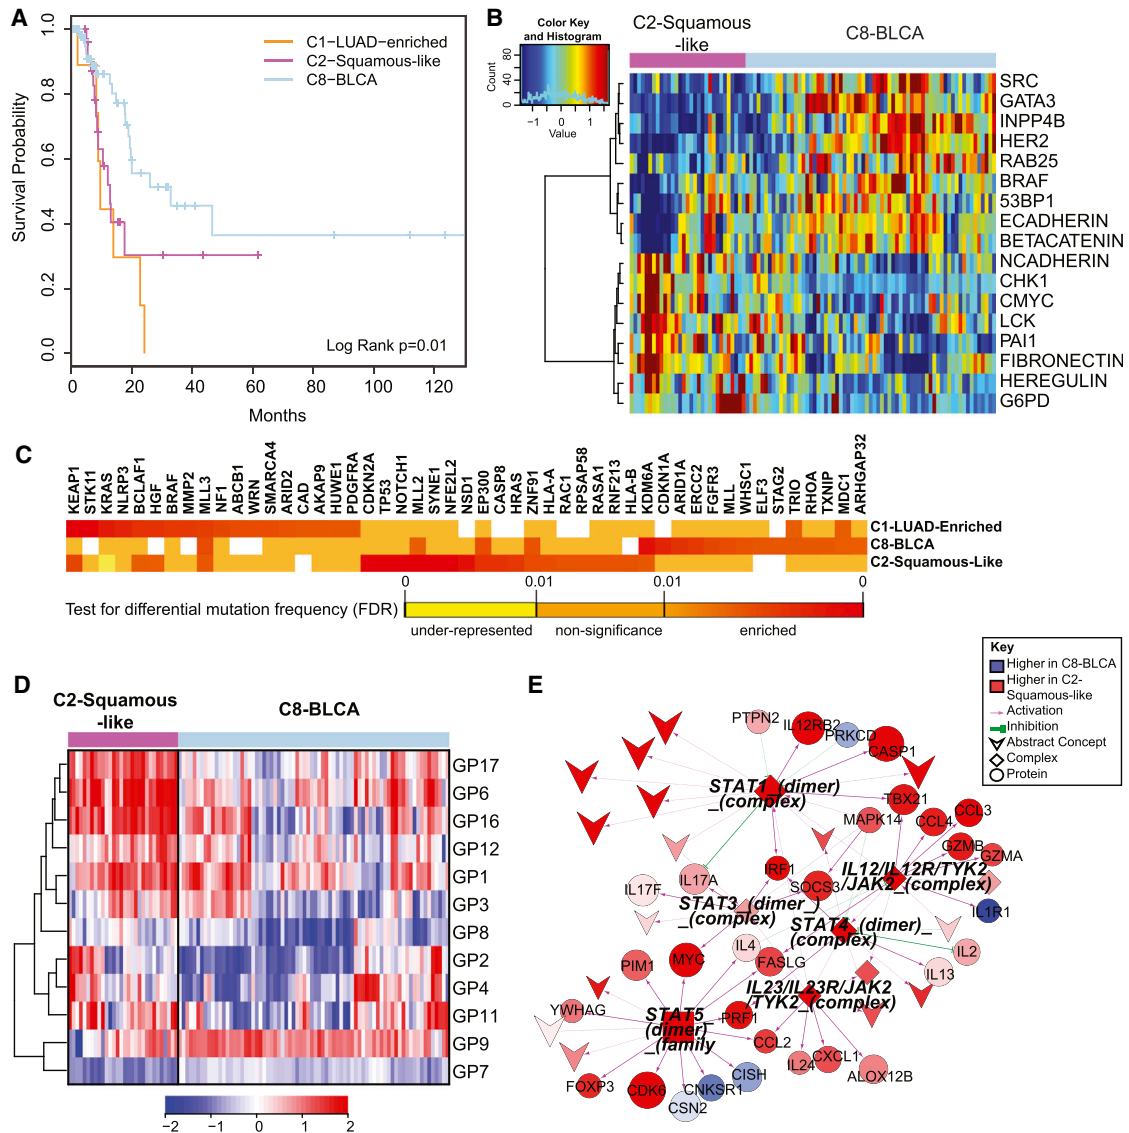 A
1.0
0.8
0.6
0.4
0.2
0.0
Survival Probability
C1−LUAD−enriched
C2−Squamous−like
C8−BLCA
Log Rank p=0.01
0 20 40 60 80 100 120
Months
B
Color Key
and Histogram
Count
0 40 80
−1 0 1
Value
C2-Squamous
-like
C8-BLCA
SRC
GATA3
INPP4B
HER2
RAB25
BRAF
53BP1
ECADHERIN
BETACATENIN
NCADHERIN
CHK1
CMYC
LCK
PAI1
FIBRONECTIN
HEREGULIN
G6PD
C
KEAP1
STK11
KRAS
NLRP3
BCLAF1
HGF
BRAF
MMP2
MLL3
NF1
ABCB1
WRN
SMARCA4
ARID2
CAD
AKAP9
HUWE1
PDGFRA
CDKN2A
TP53
NOTCH1
MLL2
SYNE1
NFE2L2
NSD1
EP300
CASP8
HRAS
ZNF91
HLA-A
RAC1
RPSAP58
RASA1
RNF213
HLA-B
KDM6A
CDKN1A
ARID1A
ERCC2
FGFR3
MLL
WHSC1
ELF3
STAG2
TRIO
RHOA
TXNIP
MDC1
ARHGAP32
C1-LUAD-Enriched
C8-BLCA
C2-Squamous-Like
0 0.01 0.01 0
Test for differential mutation frequency (FDR)
under-represented non-significance enriched
D
C2-Squamous
-like
C8-BLCA
GP17
GP6
GP16
GP12
GP1
GP3
GP8
GP2
GP4
GP11
GP9
GP7
−2 −1 0 1 2
E
Key
Higher in C8-BLCA
Higher in C2-
Squamous-like
Activation
Inhibition
Abstract Concept
Complex
Protein
PTPN2
IL12RB2
PRKCD
CASP1
STAT1_(dimer)
_(complex)
TBX21
MAPK14
CCL4
CCL3
GZMB
GZMA
IRF1
IL12/IL12R/TYK2
/JAK2_(complex)
IL17F
IL17A
SOCS3
STAT3_(dimer_)
_(complex)
IL1R1
STAT4_(dimer)_
(complex)
IL4
IL2
PIM1
MYC
FASLG
IL13
IL23/IL23R/JAK2
/TYK2_(complex)
YWHAG
STAT5_
(dimer)_
_(family
PRF1
CCL2
IL24
CXCL1
ALOX12B
FOXP3
CDK6
CNKSR1
CISH
CSN2